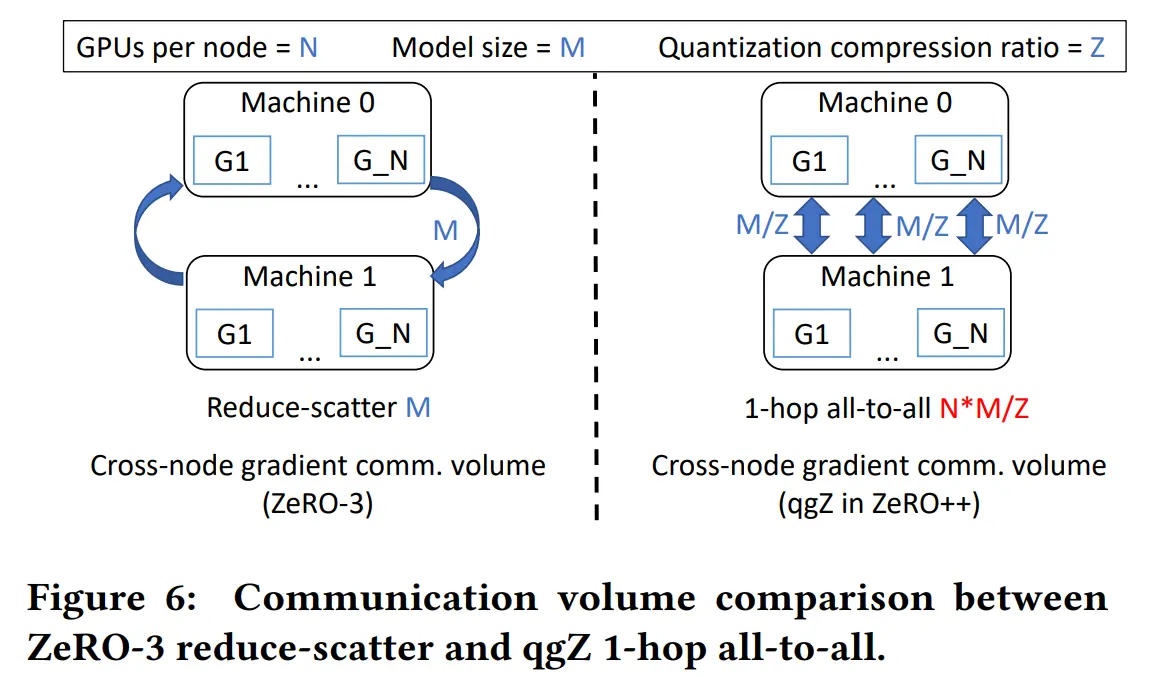 GPUs per node = N Model size = M Quantization compression ratio = Z
Machine 0
G1 ... G_N
M
Machine 1
G1 ... G_N
Reduce-scatter M
Cross-node gradient comm. volume
(ZeRO-3)
Machine 0
G1 ... G_N
M/Z M/Z M/Z
Machine 1
G1 ... G_N
1-hop all-to-all N*M/Z
Cross-node gradient comm. volume
(qgZ in ZeRO++)
Figure 6: Communication volume comparison between
ZeRO-3 reduce-scatter and qgZ 1-hop all-to-all.